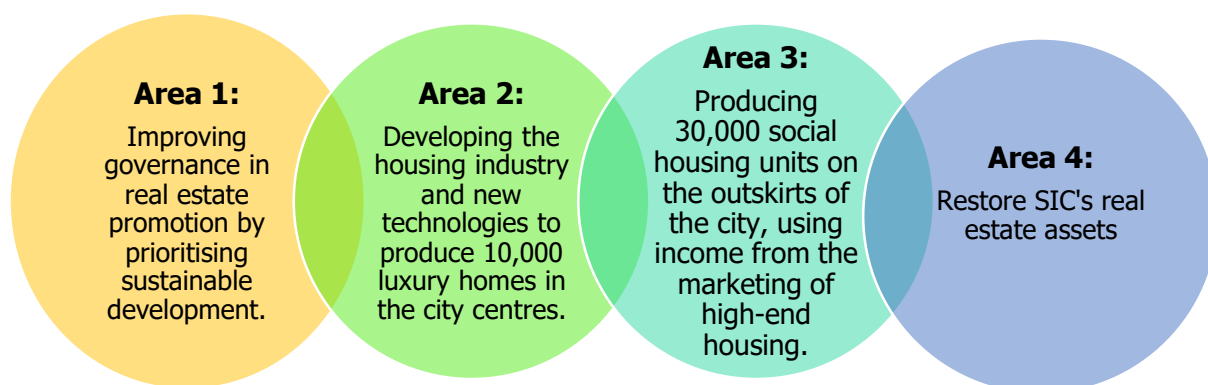 Area 1:
Improving
governance in
real estate
promotion by
prioritising
sustainable
development.
Area 2:
Developing the
housing industry
and new
technologies to
produce 10,000
luxury homes in
the city centres.
Area 3:
Producing
30,000 social
housing units on
the outskirts of
the city, using
income from the
marketing of
high-end
housing.
Area 4:
Restore SIC's real
estate assets